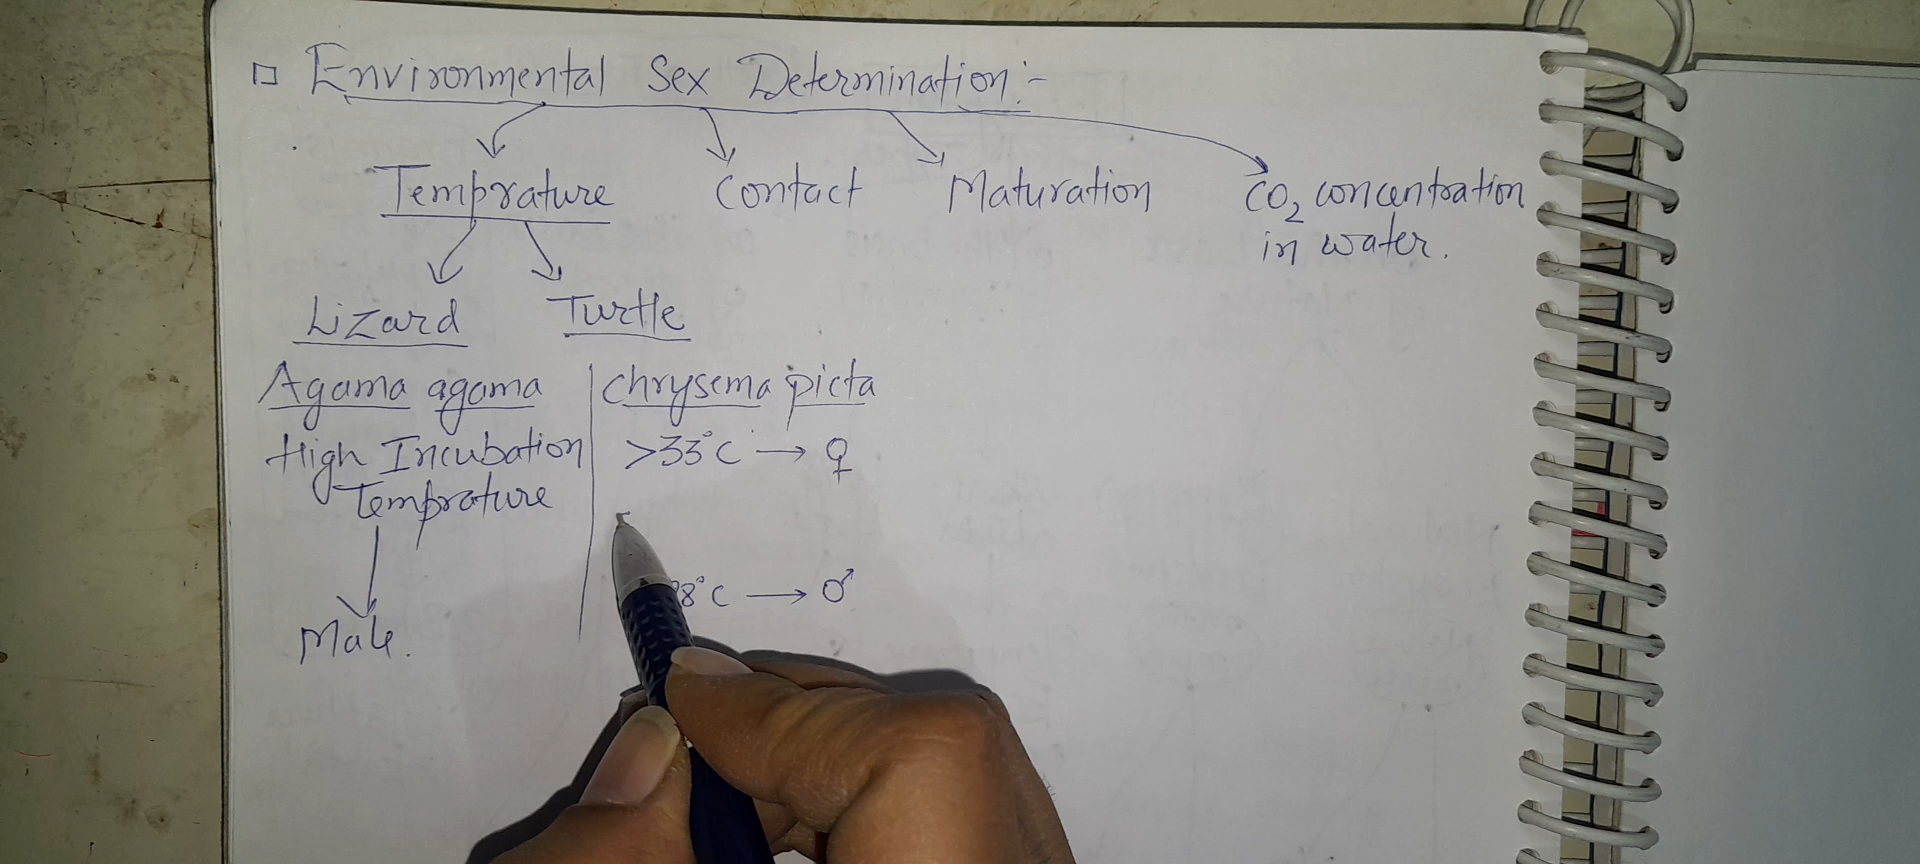 Environmental Sex Determination:-
Temprature Contact Maturation CO₂ concentration
in water.
Lizard Turtle
Agama agama Chrysema picta
High Incubation >33°C → ♀
Temprature
8°C → ♂
Male.